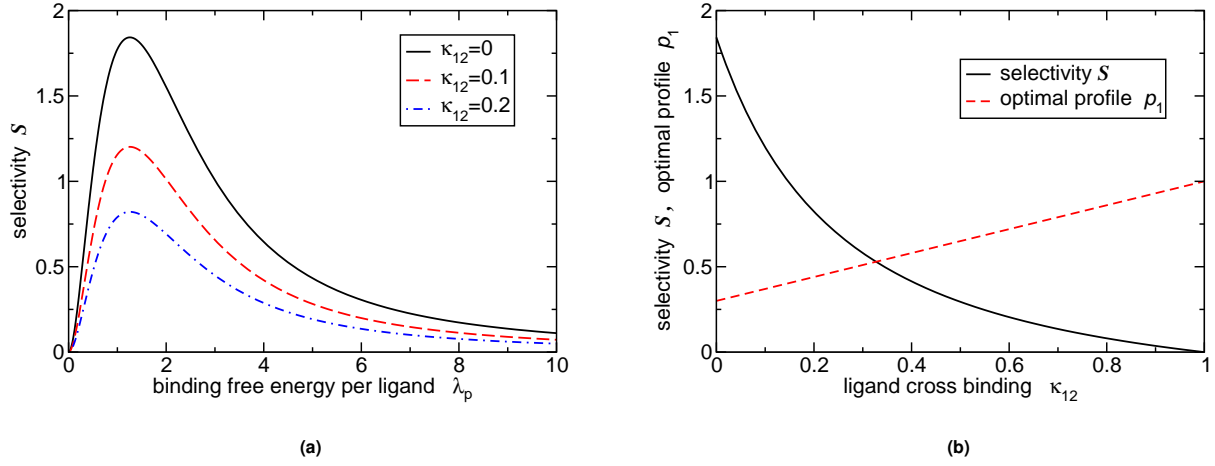 2
1.5
1
0.5
0
selectivity S
κ12=0
κ12=0.1
κ12=0.2
0 2 4 6 8 10
binding free energy per ligand λp
(a)
2
1.5
1
0.5
0
selectivity S , optimal profile p1
selectivity S
optimal profile p1
0 0.2 0.4 0.6 0.8 1
ligand cross binding κ12
(b)